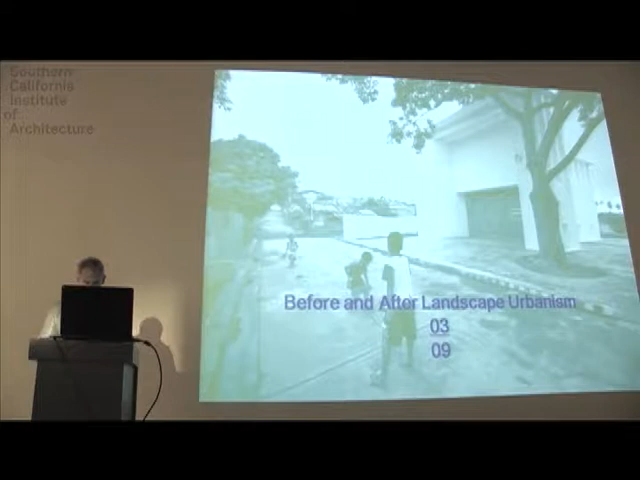 Southern
California
Institute
of
Architecture
Before and After Landscape Urbanism
03
09